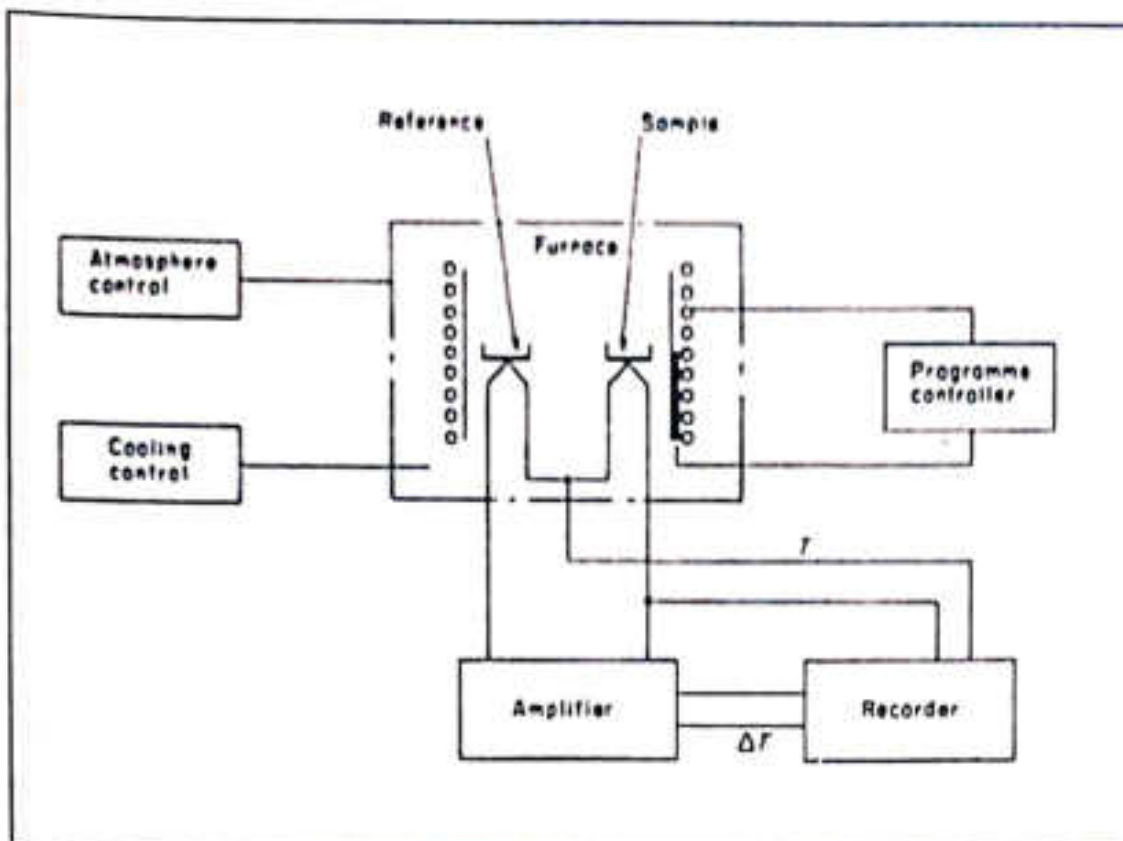 Reference
Sample
Furnace
Atmosphere
control
Programme
controller
Cooling
control
T
Amplifier
Recorder
ΔT